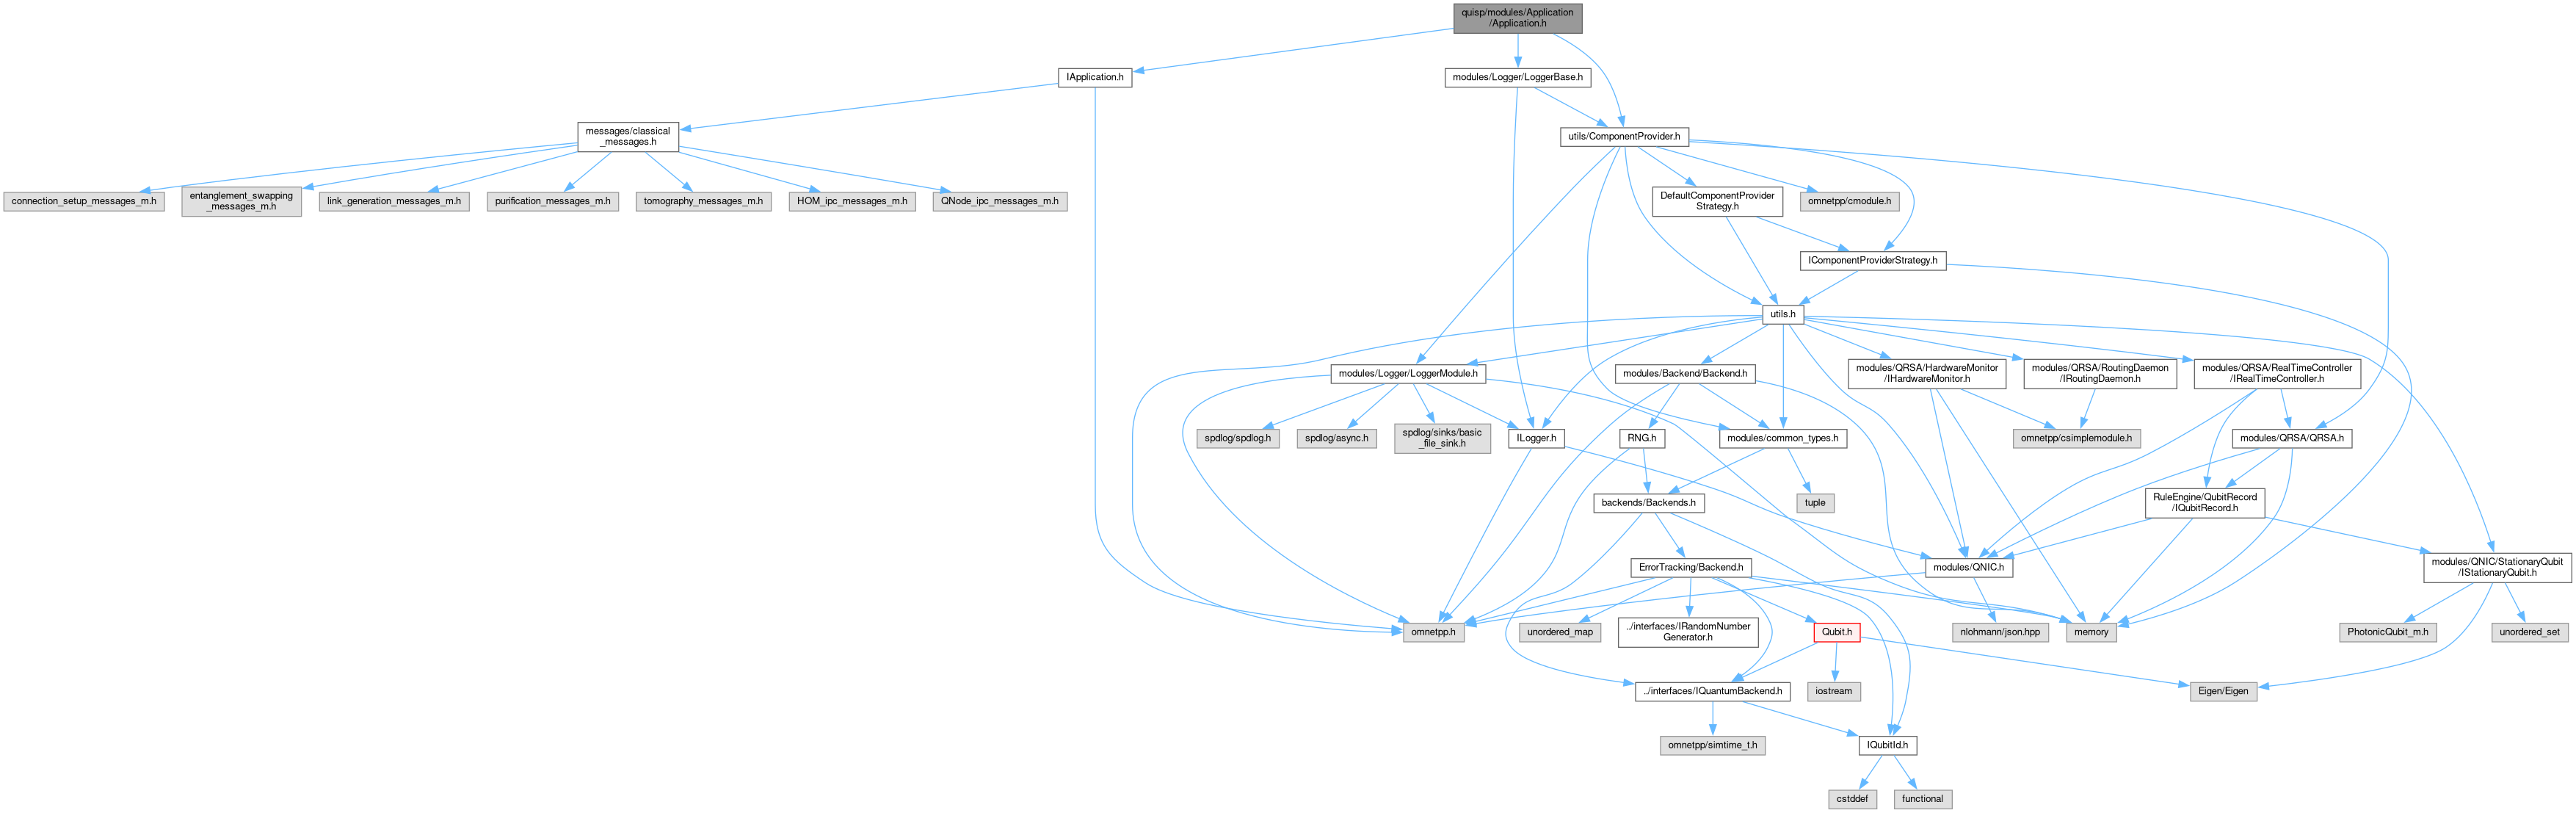 quisp/modules/Application
/Application.h
IApplication.h
modules/Logger/LoggerBase.h
messages/classical
_messages.h
utils/ComponentProvider.h
connection_setup_messages_m.h
entanglement_swapping
_messages_m.h
link_generation_messages_m.h
purification_messages_m.h
tomography_messages_m.h
HOM_ipc_messages_m.h
QNode_ipc_messages_m.h
DefaultComponentProvider
Strategy.h
omnetpp/cmodule.h
IComponentProviderStrategy.h
utils.h
modules/Logger/LoggerModule.h
modules/Backend/Backend.h
modules/QRSA/HardwareMonitor
/IHardwareMonitor.h
modules/QRSA/RoutingDaemon
/IRoutingDaemon.h
modules/QRSA/RealTimeController
/IRealTimeController.h
spdlog/spdlog.h
spdlog/async.h
spdlog/sinks/basic
_file_sink.h
ILogger.h
RNG.h
modules/common_types.h
omnetpp/csimplemodule.h
modules/QRSA/QRSA.h
backends/Backends.h
tuple
RuleEngine/QubitRecord
/IQubitRecord.h
ErrorTracking/Backend.h
modules/QNIC.h
modules/QNIC/StationaryQubit
/IStationaryQubit.h
omnetpp.h
unordered_map
../interfaces/IRandomNumber
Generator.h
Qubit.h
nlohmann/json.hpp
memory
PhotonicQubit_m.h
unordered_set
../interfaces/IQuantumBackend.h
iostream
Eigen/Eigen
omnetpp/simtime_t.h
IQubitId.h
cstddef
functional